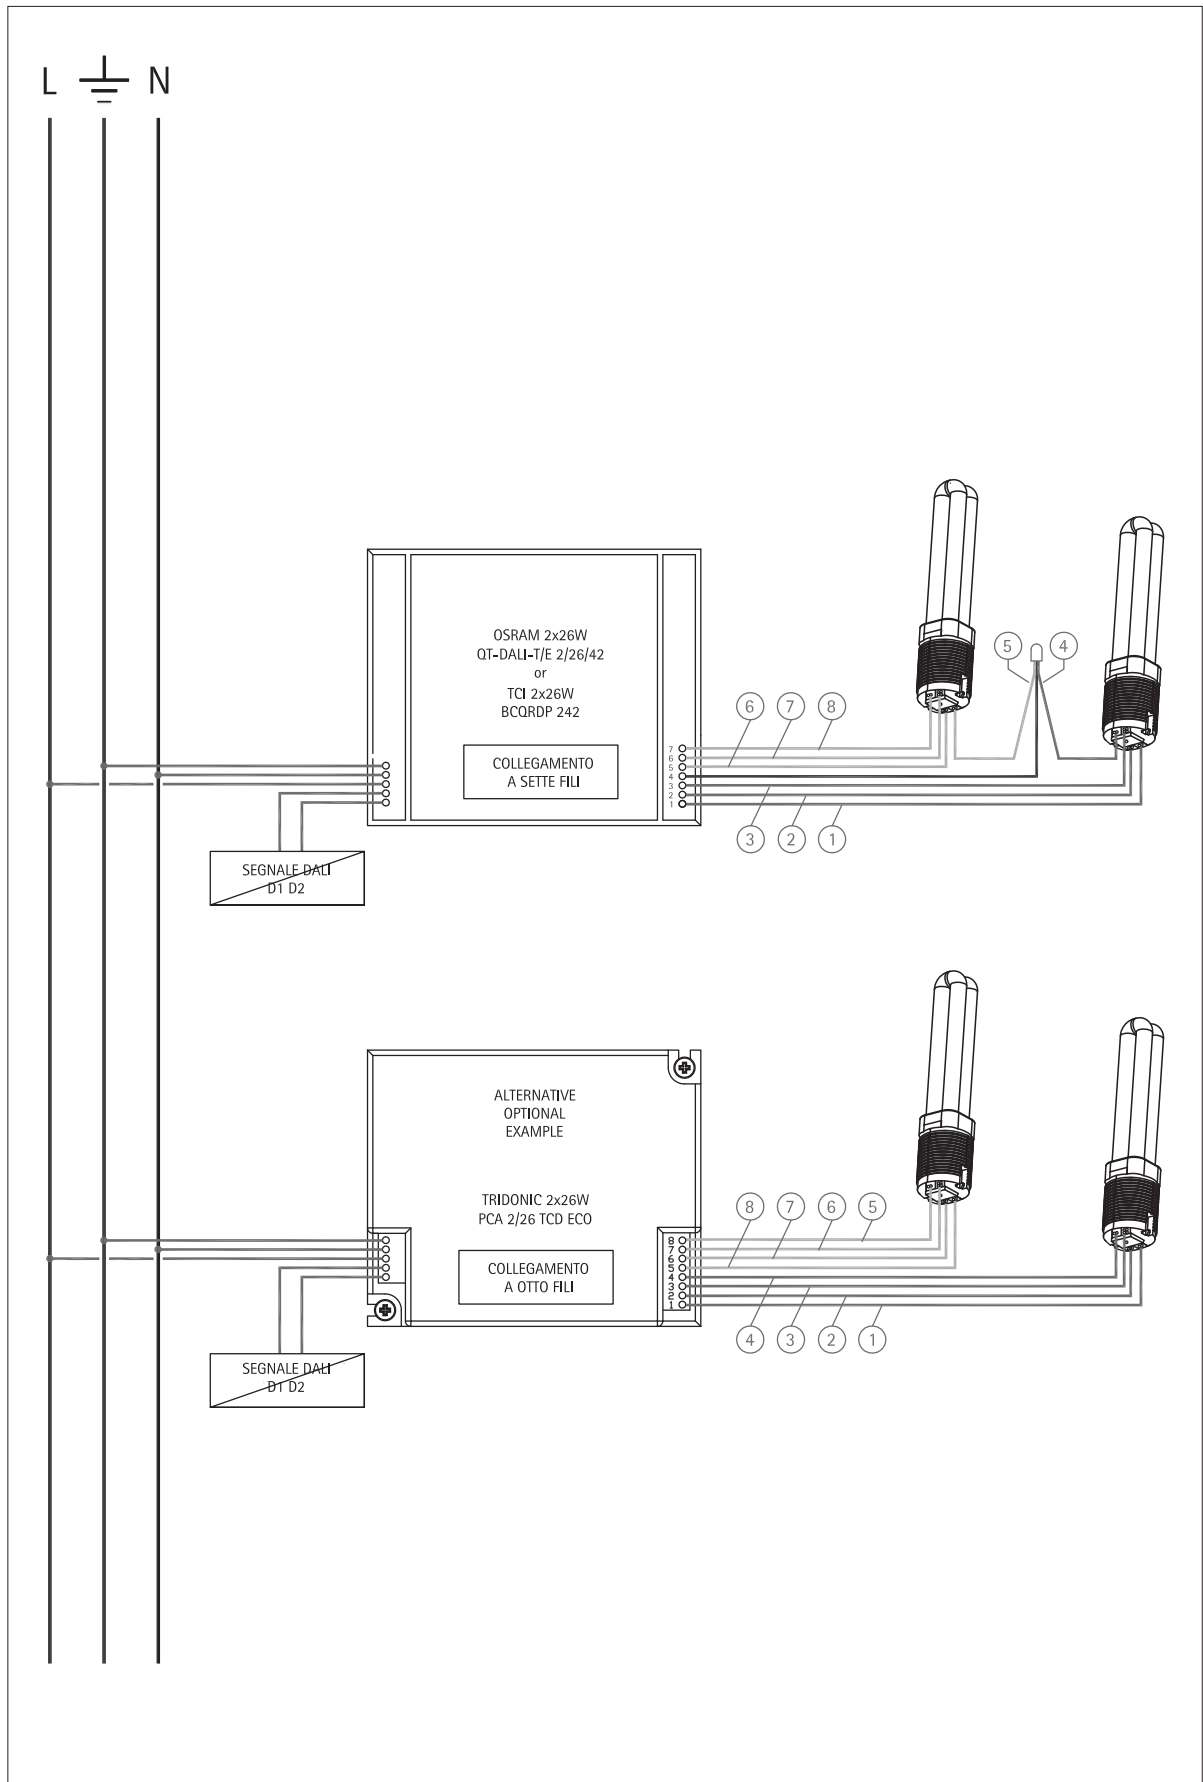 L N
OSRAM 2x26W
QT-DALI-T/E 2/26/42
or
TCI 2x26W
BCQRDP 242
COLLEGAMENTO
A SETTE FILI
7
6
5
4
3
2
1
6 7 8
5 4
3 2 1
SEGNALE DALI
D1 D2
ALTERNATIVE
OPTIONAL
EXAMPLE
TRIDONIC 2x26W
PCA 2/26 TCD ECO
COLLEGAMENTO
A OTTO FILI
8
7
6
5
4
3
2
1
8 7 6 5
4 3 2 1
SEGNALE DALI
D1 D2